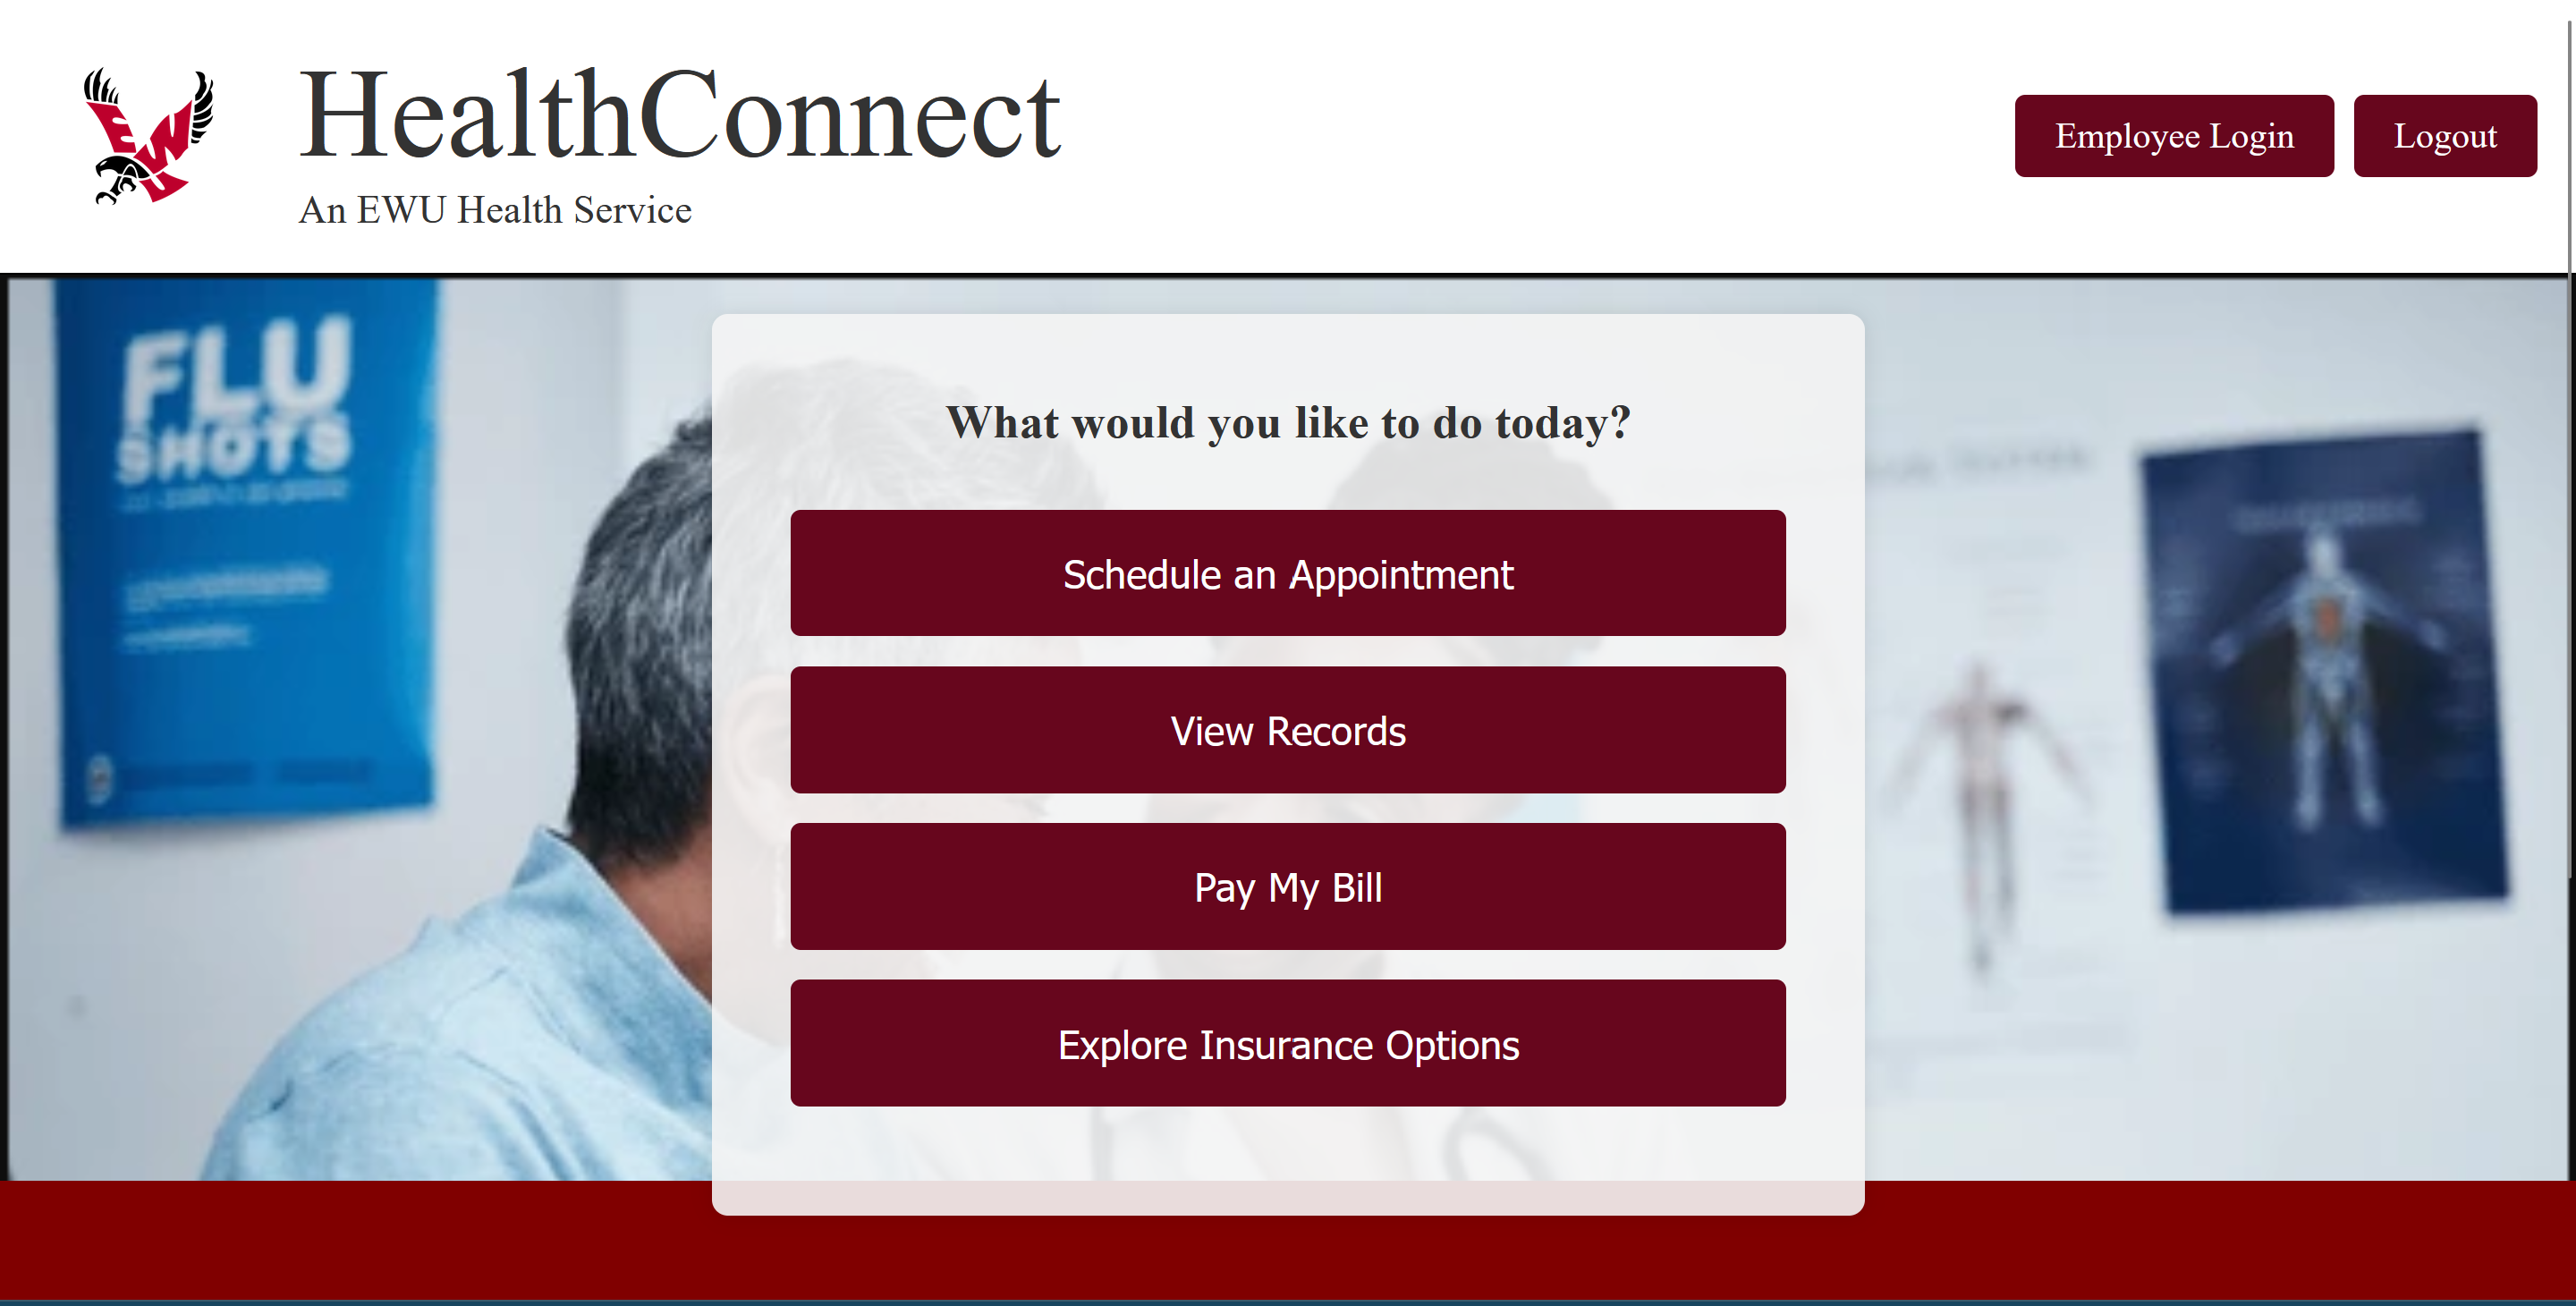 EW
HealthConnect
An EWU Health Service
Employee Login
Logout
FLU
SHOTS
What would you like to do today?
Schedule an Appointment
View Records
Pay My Bill
Explore Insurance Options